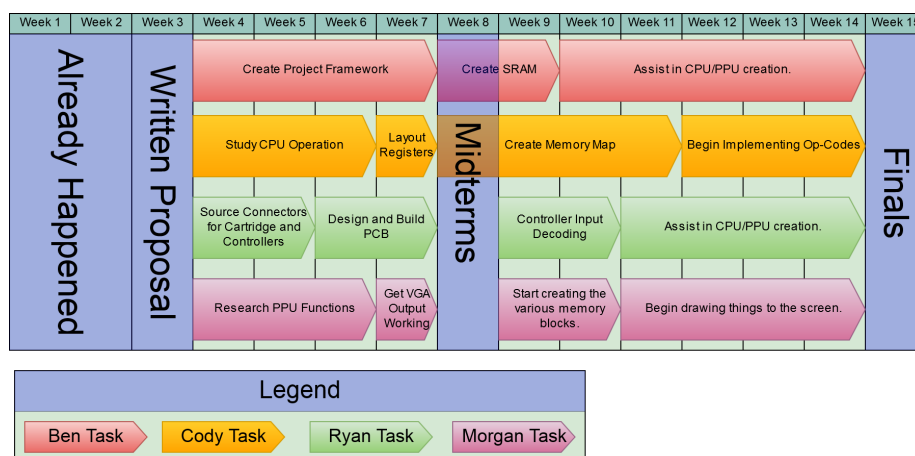 Week 1 Week 2 Week 3 Week 4 Week 5 Week 6 Week 7 Week 8 Week 9 Week 10 Week 11 Week 12 Week 13 Week 14 Week 15
Already Happened
Written Proposal
Create Project Framework
Create SRAM
Assist in CPU/PPU creation.
Study CPU Operation
Layout
Registers
Midterms
Create Memory Map
Begin Implementing Op-Codes
Source Connectors
for Cartridge and
Controllers
Design and Build
PCB
Controller Input
Decoding
Assist in CPU/PPU creation.
Research PPU Functions
Get VGA
Output
Working
Start creating the
various memory
blocks.
Begin drawing things to the screen.
Finals
Legend
Ben Task
Cody Task
Ryan Task
Morgan Task